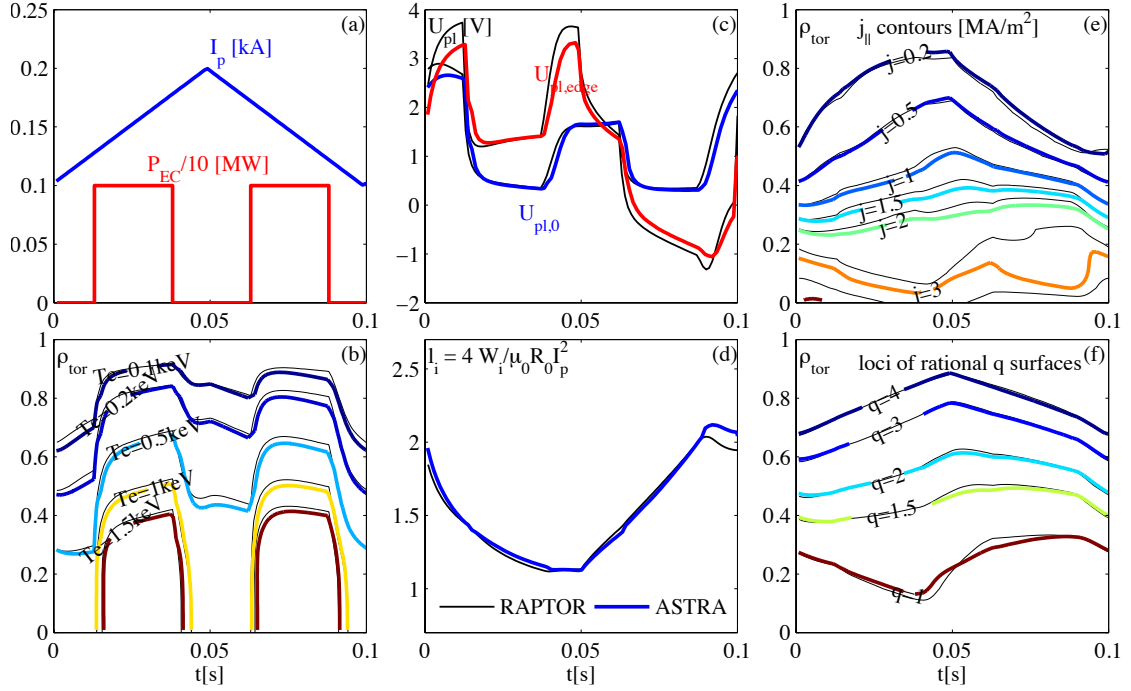 0.25
0.2
0.15
0.1
0.05
0
0
0.05
0.1
(a)
I_p [kA]
P_EC/10 [MW]
4
3
2
1
0
−1
−2
0
0.05
0.1
(c)
U_pl [V]
U_pl,edge
U_pl,0
1
0.8
0.6
0.4
0.2
0
0
0.05
0.1
(e)
ρ_tor
j_|| contours [MA/m²]
j=0.2
j=0.5
j=1
j=1.5
j=2
j=3
1
0.8
0.6
0.4
0.2
0
0
0.05
0.1
t[s]
(b)
ρ_tor
Te=0.1keV
Te=0.2keV
Te=0.5keV
Te=1keV
Te=1.5keV
2.5
2
1.5
1
0
0.05
0.1
t[s]
(d)
l_i = 4 W_i/μ_0 R_0 I_p^2
RAPTOR
ASTRA
1
0.8
0.6
0.4
0.2
0
0
0.05
0.1
t[s]
(f)
ρ_tor
loci of rational q surfaces
q=4
q=3
q=2
q=1.5
q=1